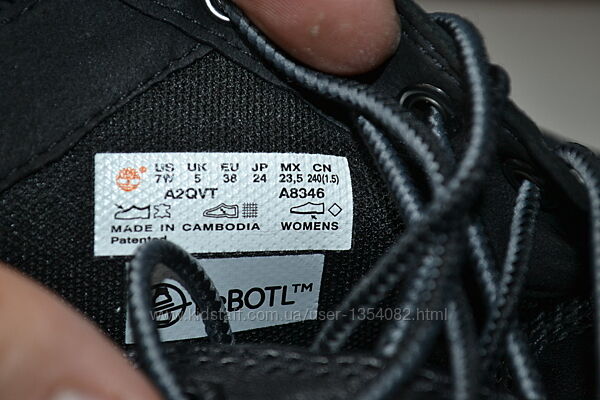 US UK EU JP MX CN
7W 5 38 24 23,5 240(1.5)
A2QVT A8346
MADE IN CAMBODIA WOMENS
Patented
BOTL™
www.kidstaff.com.ua/user-1354082.html